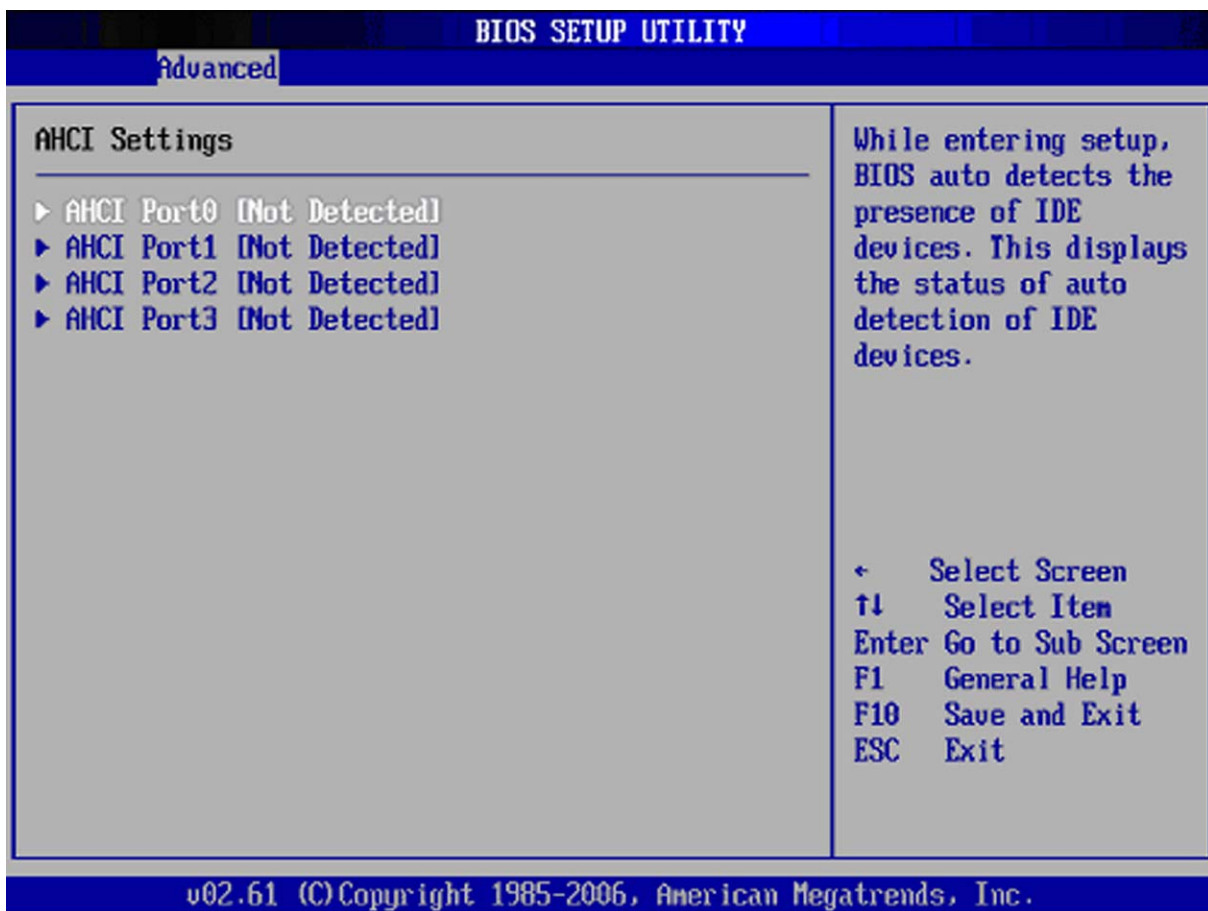 BIOS SETUP UTILITY
Advanced
AHCI Settings
▶ AHCI Port0 [Not Detected]
▶ AHCI Port1 [Not Detected]
▶ AHCI Port2 [Not Detected]
▶ AHCI Port3 [Not Detected]
While entering setup,
BIOS auto detects the
presence of IDE
devices. This displays
the status of auto
detection of IDE
devices.
← Select Screen
↑↓ Select Item
Enter Go to Sub Screen
F1 General Help
F10 Save and Exit
ESC Exit
v02.61 (C)Copyright 1985-2006, American Megatrends, Inc.